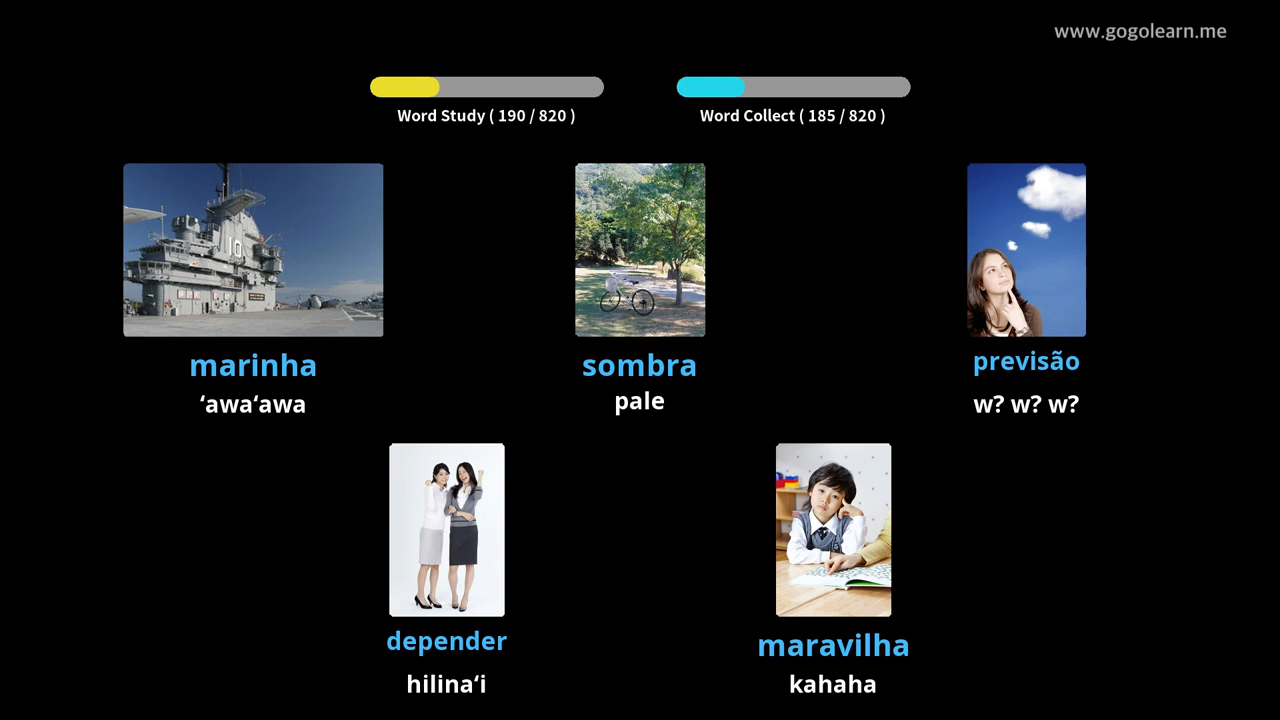 www.gogolearn.me
Word Study ( 190 / 820 )
Word Collect ( 185 / 820 )
10
marinha
ʻawaʻawa
sombra
pale
previsão
w? w? w?
depender
hilinaʻi
maravilha
kahaha